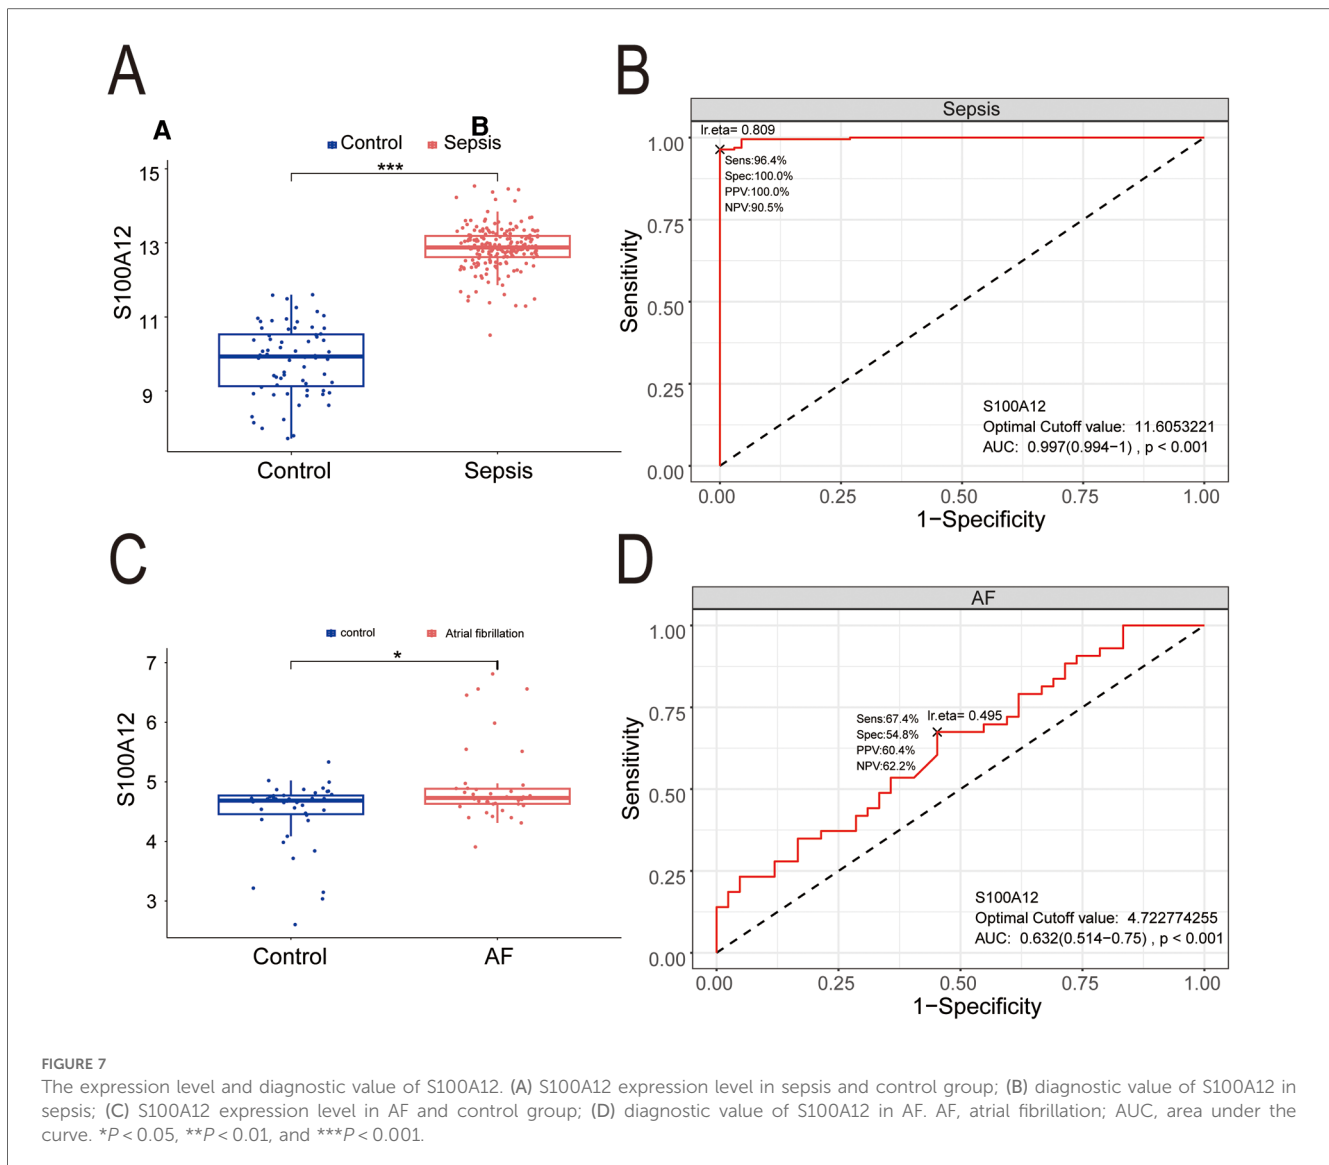 A
B
A
B
Control
Sepsis
***
15
13
11
9
S100A12
Control
Sepsis
Sepsis
lr.eta= 0.809
Sens:96.4%
Spec:100.0%
PPV:100.0%
NPV:90.5%
1.00
0.75
0.50
0.25
0.00
Sensitivity
S100A12
Optimal Cutoff value: 11.6053221
AUC: 0.997(0.994−1) , p < 0.001
0.00 0.25 0.50 0.75 1.00
1−Specificity
C
D
control
Atrial fibrillation
*
7
6
5
4
3
S100A12
Control
AF
AF
lr.eta= 0.495
Sens:67.4%
Spec:54.8%
PPV:60.4%
NPV:62.2%
1.00
0.75
0.50
0.25
0.00
Sensitivity
S100A12
Optimal Cutoff value: 4.722774255
AUC: 0.632(0.514−0.75) , p < 0.001
0.00 0.25 0.50 0.75 1.00
1−Specificity
FIGURE 7
The expression level and diagnostic value of S100A12. (A) S100A12 expression level in sepsis and control group; (B) diagnostic value of S100A12 in
sepsis; (C) S100A12 expression level in AF and control group; (D) diagnostic value of S100A12 in AF. AF, atrial fibrillation; AUC, area under the
curve. *P < 0.05, **P < 0.01, and ***P < 0.001.